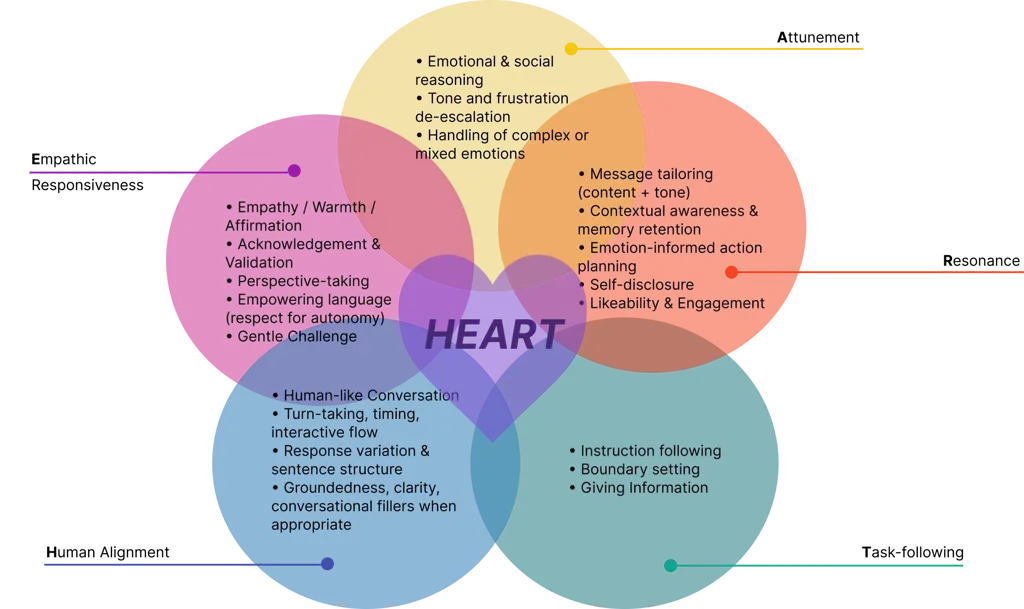 Attunement
• Emotional & social
reasoning
• Tone and frustration
de-escalation
• Handling of complex or
mixed emotions
Empathic
Responsiveness
• Empathy / Warmth /
Affirmation
• Acknowledgement &
Validation
• Perspective-taking
• Empowering language
(respect for autonomy)
• Gentle Challenge
• Message tailoring
(content + tone)
• Contextual awareness &
memory retention
• Emotion-informed action
planning
• Self-disclosure
• Likeability & Engagement
Resonance
HEART
• Human-like Conversation
• Turn-taking, timing,
interactive flow
• Response variation &
sentence structure
• Groundedness, clarity,
conversational fillers when
appropriate
• Instruction following
• Boundary setting
• Giving Information
Human Alignment
Task-following